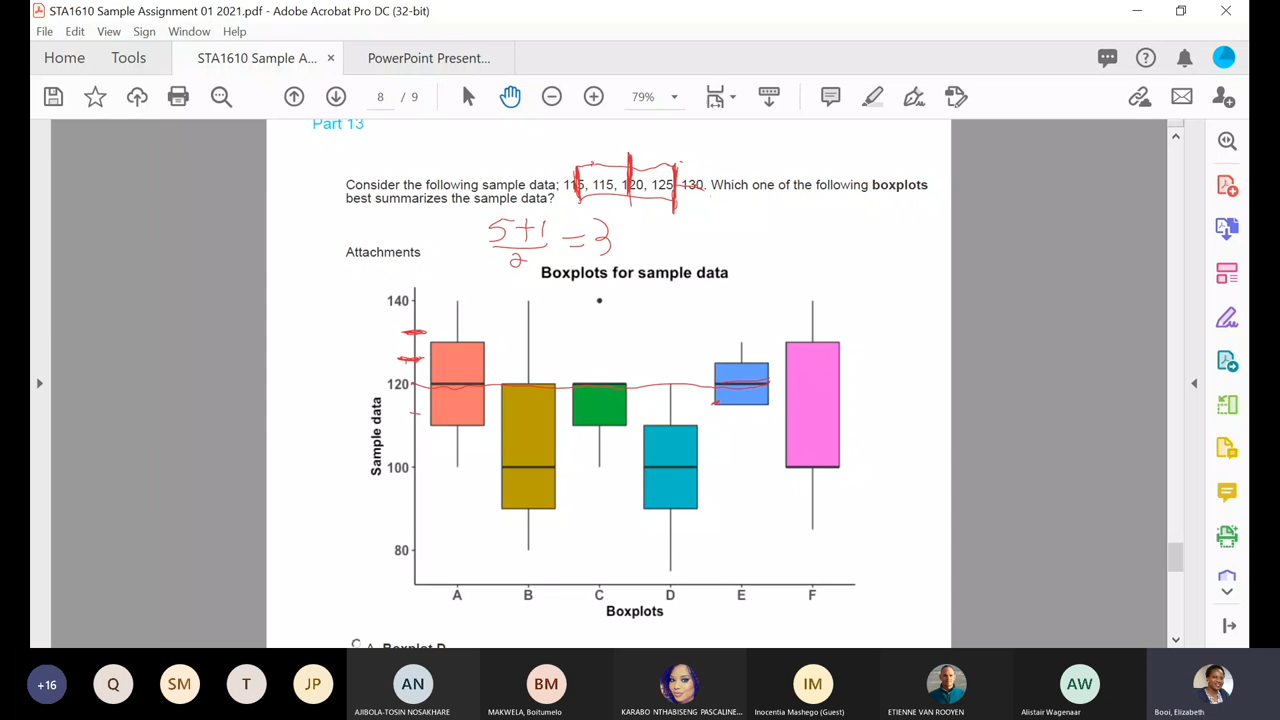 STA1610 Sample Assignment 01 2021.pdf - Adobe Acrobat Pro DC (32-bit)
File Edit View Sign Window Help
Home Tools STA1610 Sample A... × PowerPoint Present...
8 / 9 79%
Part 13
Consider the following sample data; 115, 115, 120, 125, 130. Which one of the following boxplots
best summarizes the sample data?
5+1
2
=3
Attachments
Boxplots for sample data
140
120
100
80
Sample data
A B C D E F
Boxplots
A. Boxplot D
+16 Q SM T JP AN BM IM AW
AJIBOLA-TOSIN NOSAKHARE MAKWELA, Boitumelo KARABO NTHABISENG PASCALINE... Inocentia Mashego (Guest) ETIENNE VAN ROOYEN Alistair Wagenaar Booi, Elizabeth